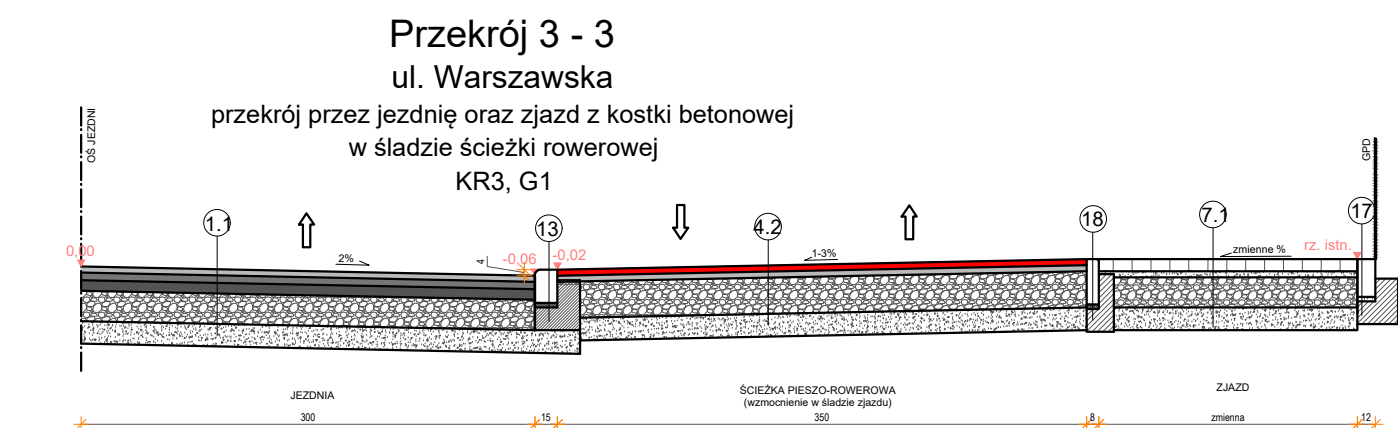 Przekrój 3 - 3
ul. Warszawska
przekrój przez jezdnię oraz zjazd z kostki betonowej
w śladzie ścieżki rowerowej
KR3, G1
OŚ JEZDNI
GPD
1.1
13
4.2
18
7.1
17
0,00
2%
4
-0,06
-0,02
1-3%
zmienne %
rz. istn.
JEZDNIA
ŚCIEŻKA PIESZO-ROWEROWA
(wzmocnienie w śladzie zjazdu)
ZJAZD
300
15
350
8
zmienna
12